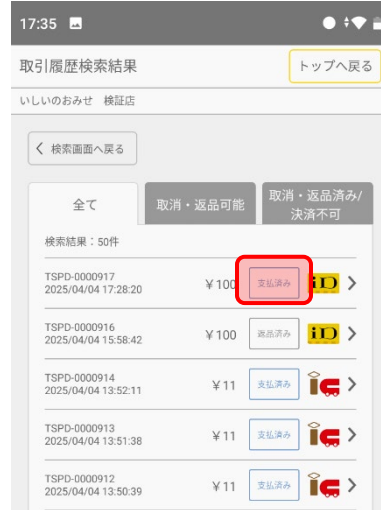 17:35
取引履歴検索結果
トップへ戻る
いしいのおみせ 検証店
検索画面へ戻る
全て
取消・返品可能
取消・返品済み/
決済不可
検索結果：50件
TSPD-0000917
2025/04/04 17:28:20
￥100
支払済み
iD
TSPD-0000916
2025/04/04 15:58:42
￥100
返品済み
iD
TSPD-0000914
2025/04/04 13:52:11
￥11
支払済み
ic
TSPD-0000913
2025/04/04 13:51:38
￥11
支払済み
ic
TSPD-0000912
2025/04/04 13:50:39
￥11
支払済み
ic